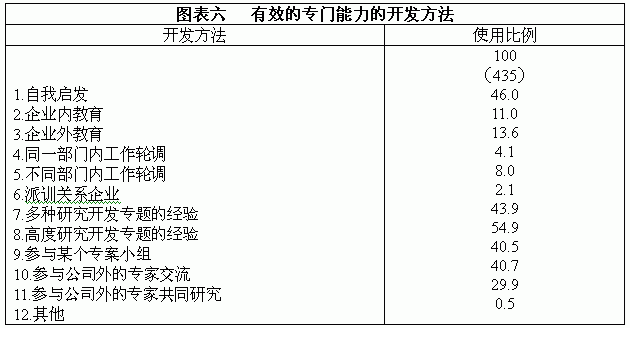 图表六 有效的专门能力的开发方法
开发方法 使用比例
100
（435）
1.自我启发 46.0
2.企业内教育 11.0
3.企业外教育 13.6
4.同一部门内工作轮调 4.1
5.不同部门内工作轮调 8.0
6.派训关系企业 2.1
7.多种研究开发专题的经验 43.9
8.高度研究开发专题的经验 54.9
9.参与某个专案小组 40.5
10.参与公司外的专家交流 40.7
11.参与公司外的专家共同研究 29.9
12.其他 0.5